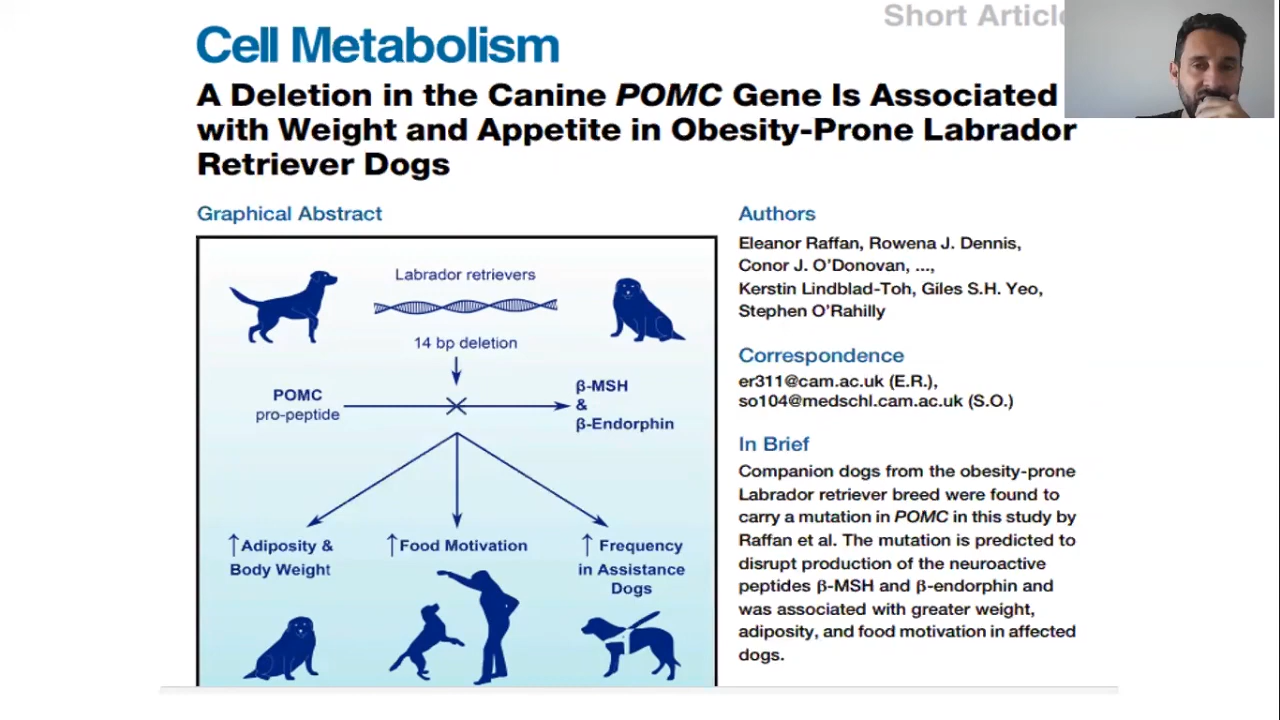 Short Article
Cell Metabolism
A Deletion in the Canine POMC Gene Is Associated
with Weight and Appetite in Obesity-Prone Labrador
Retriever Dogs
Graphical Abstract
Labrador retrievers
14 bp deletion
POMC
pro-peptide
β-MSH
&
β-Endorphin
↑Adiposity &
Body Weight
↑Food Motivation
↑ Frequency
in Assistance
Dogs
Authors
Eleanor Raffan, Rowena J. Dennis,
Conor J. O’Donovan, ...,
Kerstin Lindblad-Toh, Giles S.H. Yeo,
Stephen O’Rahilly
Correspondence
er311@cam.ac.uk (E.R.),
so104@medschl.cam.ac.uk (S.O.)
In Brief
Companion dogs from the obesity-prone
Labrador retriever breed were found to
carry a mutation in POMC in this study by
Raffan et al. The mutation is predicted to
disrupt production of the neuroactive
peptides β-MSH and β-endorphin and
was associated with greater weight,
adiposity, and food motivation in affected
dogs.